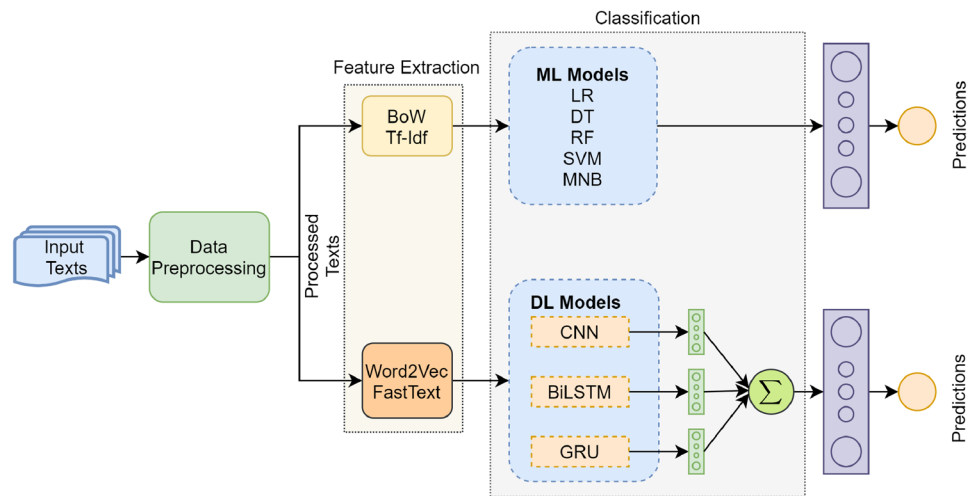 Classification
Feature Extraction
BoW
Tf-Idf
ML Models
LR
DT
RF
SVM
MNB
Predictions
Input
Texts
Data
Preprocessing
Processed
Texts
Word2Vec
FastText
DL Models
CNN
BiLSTM
GRU
Σ
Predictions